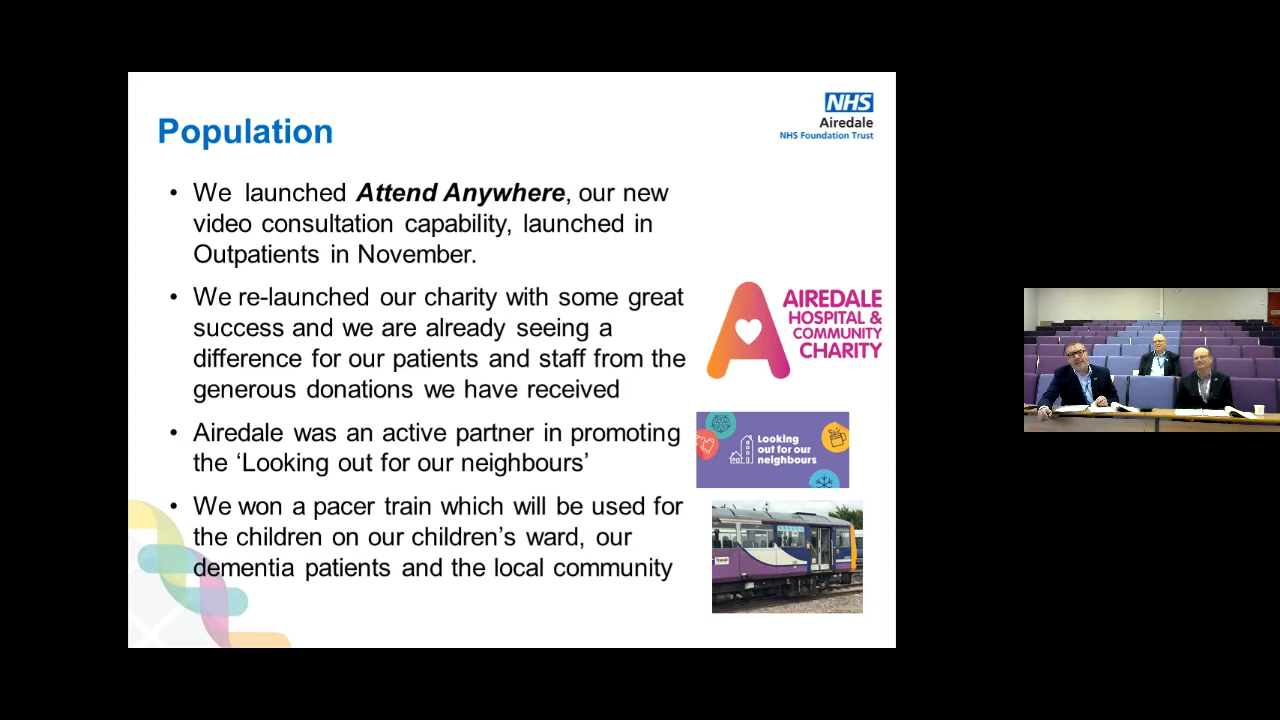 NHS
Airedale
NHS Foundation Trust
Population
• We launched Attend Anywhere, our new
video consultation capability, launched in
Outpatients in November.
• We re-launched our charity with some great
success and we are already seeing a
difference for our patients and staff from the
generous donations we have received
AIREDALE
HOSPITAL &
COMMUNITY
CHARITY
• Airedale was an active partner in promoting
the ‘Looking out for our neighbours’
Looking
out for our
neighbours
• We won a pacer train which will be used for
the children on our children’s ward, our
dementia patients and the local community